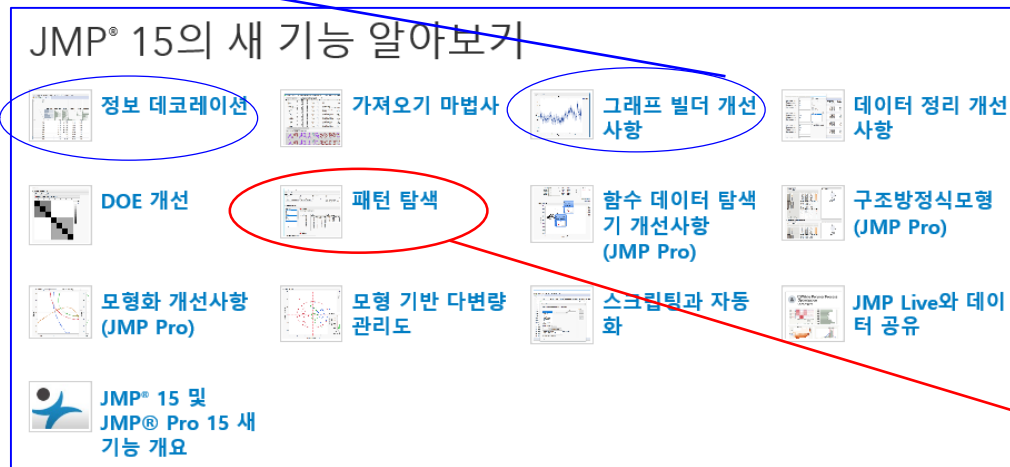 JMP® 15의 새 기능 알아보기
정보 데코레이션
가져오기 마법사
그래프 빌더 개선
사항
데이터 정리 개선
사항
DOE 개선
패턴 탐색
함수 데이터 탐색
기 개선사항
(JMP Pro)
구조방정식모형
(JMP Pro)
모형화 개선사항
(JMP Pro)
모형 기반 다변량
관리도
스크립팅과 자동
화
JMP Live와 데이
터 공유
JMP® 15 및
JMP® Pro 15 새
기능 개요